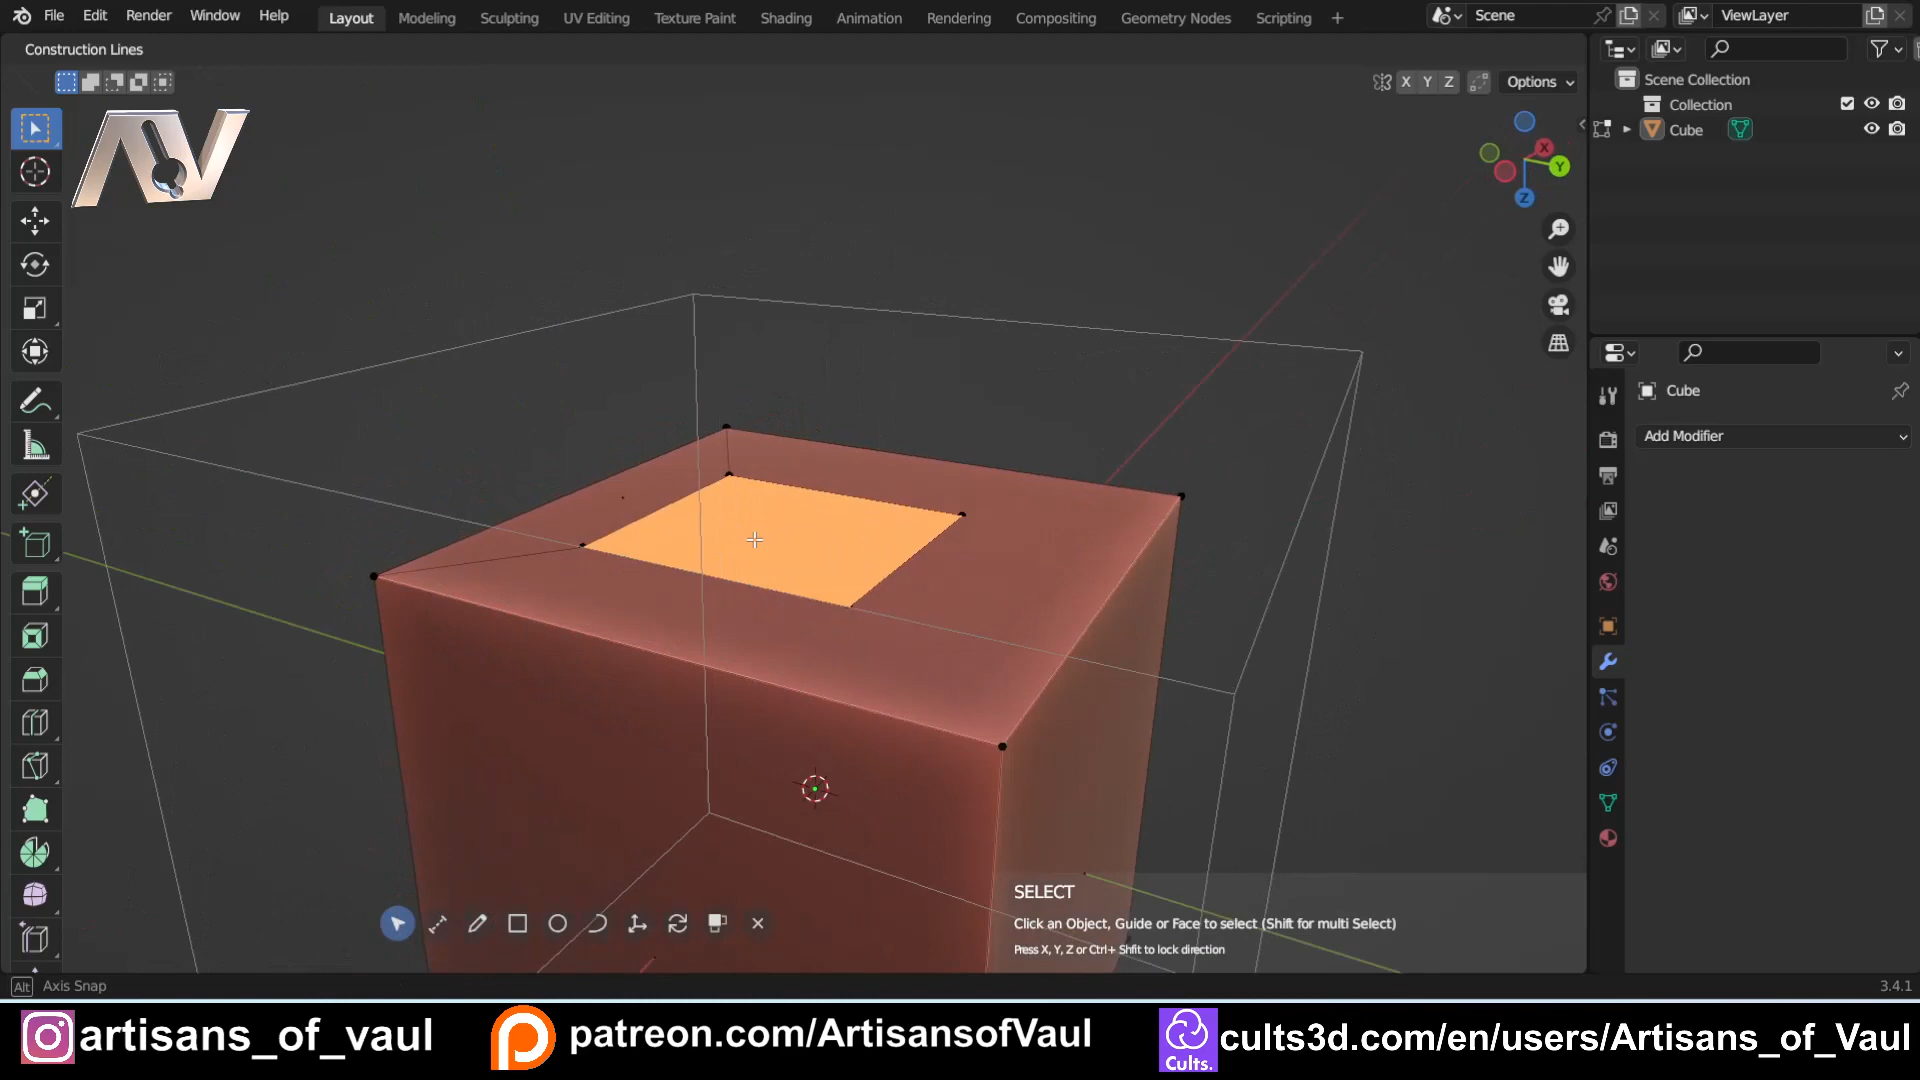 File Edit Render Window Help Layout Modeling Sculpting UV Editing Texture Paint Shading Animation Rendering Compositing Geometry Nodes Scripting + Scene ViewLayer
Construction Lines
X Y Z Options
Scene Collection
Collection
Cube
X
Y
Z
Cube
Add Modifier
SELECT
Click an Object, Guide or Face to select (Shift for multi Select)
Press X, Y, Z or Ctrl+ Shfit to lock direction
Alt Axis Snap 3.4.1
artisans_of_vaul patreon.com/ArtisansofVaul Cults. cults3d.com/en/users/Artisans_of_Vaul